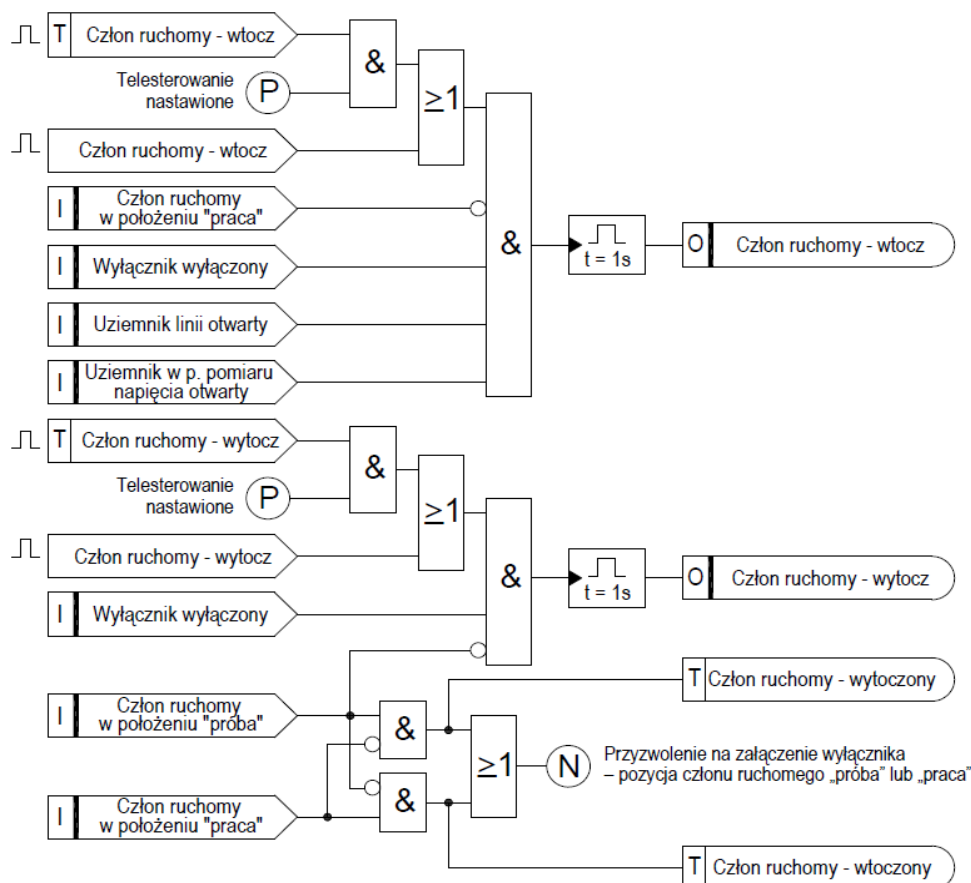 T Człon ruchomy - wtocz
&
Telesterowanie
nastawione
P
≥1
Człon ruchomy - wtocz
I Człon ruchomy
w położeniu "praca"
&
t = 1s
O Człon ruchomy - wtocz
I Wyłącznik wyłączony
I Uziemnik linii otwarty
I Uziemnik w p. pomiaru
napięcia otwarty
T Człon ruchomy - wytocz
&
Telesterowanie
nastawione
P
≥1
Człon ruchomy - wytocz
&
t = 1s
O Człon ruchomy - wytocz
I Wyłącznik wyłączony
T Człon ruchomy - wytoczony
I Człon ruchomy
w położeniu "próba"
&
≥1
N
Przyzwolenie na załączenie wyłącznika
– pozycja członu ruchomego „próba” lub „praca”
&
I Człon ruchomy
w położeniu "praca"
T Człon ruchomy - wtoczony